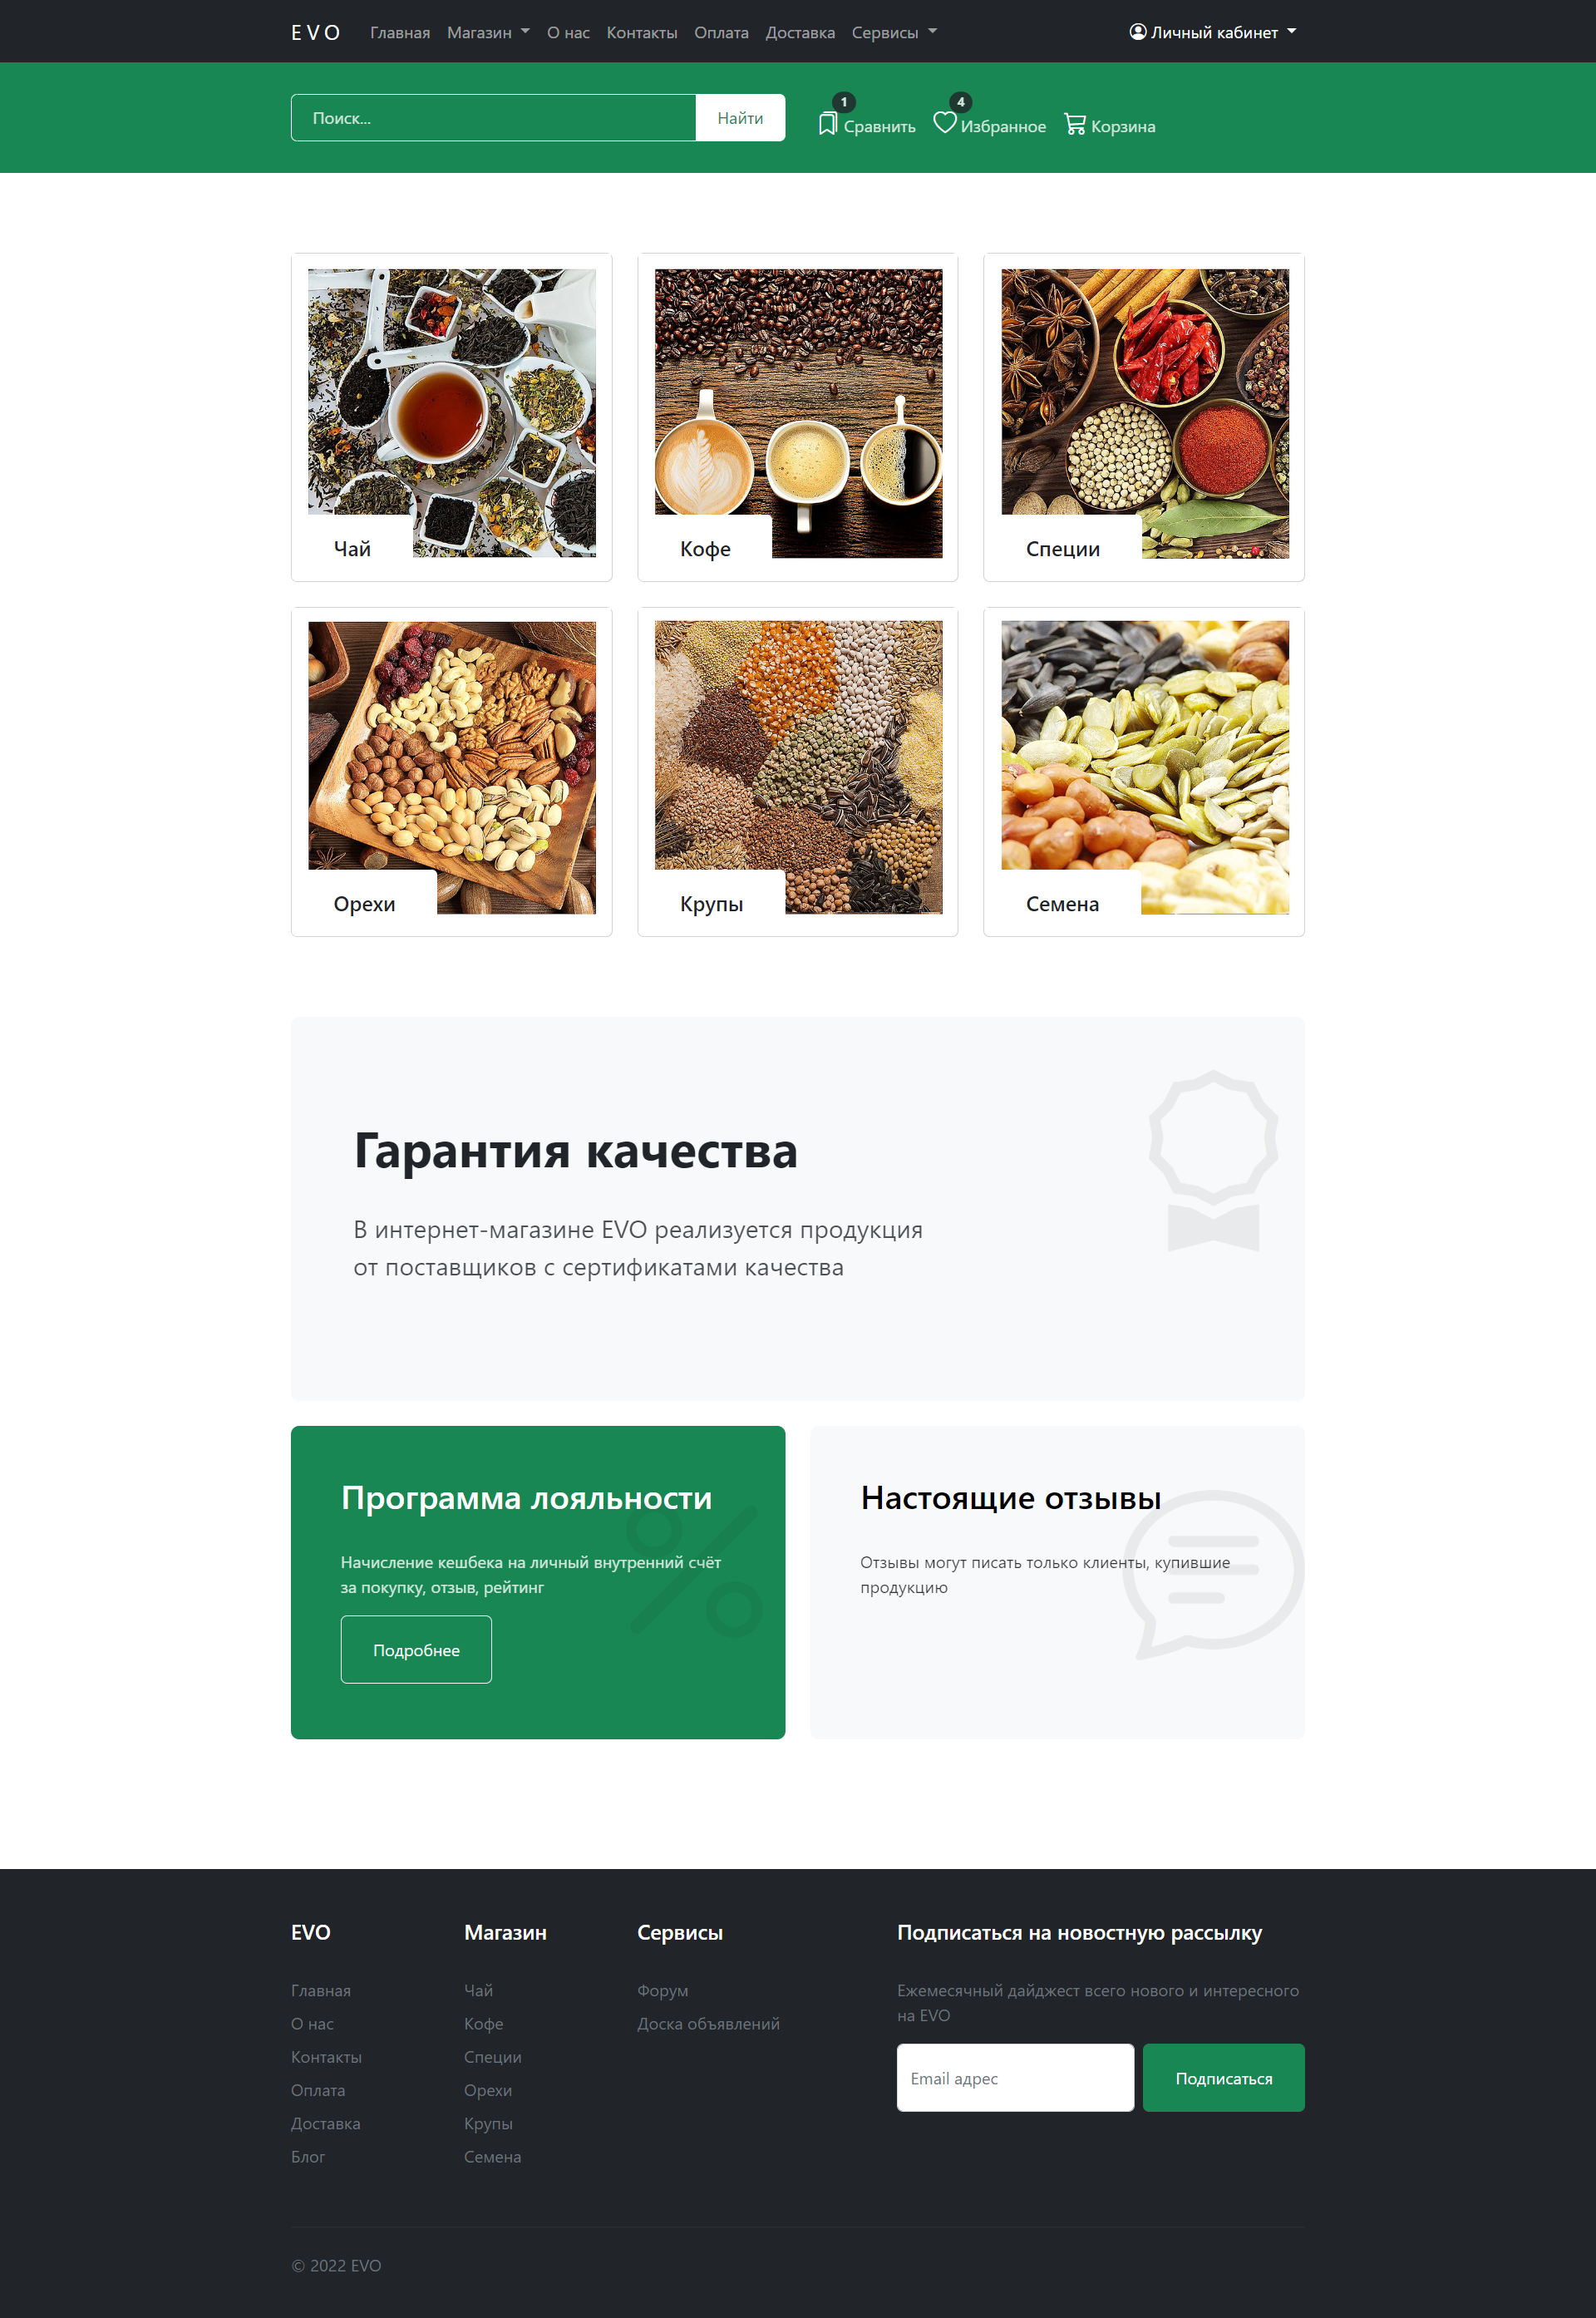 EVO Главная Магазин О нас Контакты Оплата Доставка Сервисы Личный кабинет
Поиск... Найти 1 Сравнить 4 Избранное Корзина
Чай Кофе Специи
Орехи Крупы Семена
Гарантия качества
В интернет-магазине EVO реализуется продукция
от поставщиков с сертификатами качества
Программа лояльности
Начисление кешбека на личный внутренний счёт
за покупку, отзыв, рейтинг
Подробнее
Настоящие отзывы
Отзывы могут писать только клиенты, купившие
продукцию
EVO
Главная
О нас
Контакты
Оплата
Доставка
Блог
Магазин
Чай
Кофе
Специи
Орехи
Крупы
Семена
Сервисы
Форум
Доска объявлений
Подписаться на новостную рассылку
Ежемесячный дайджест всего нового и интересного
на EVO
Email адрес Подписаться
© 2022 EVO